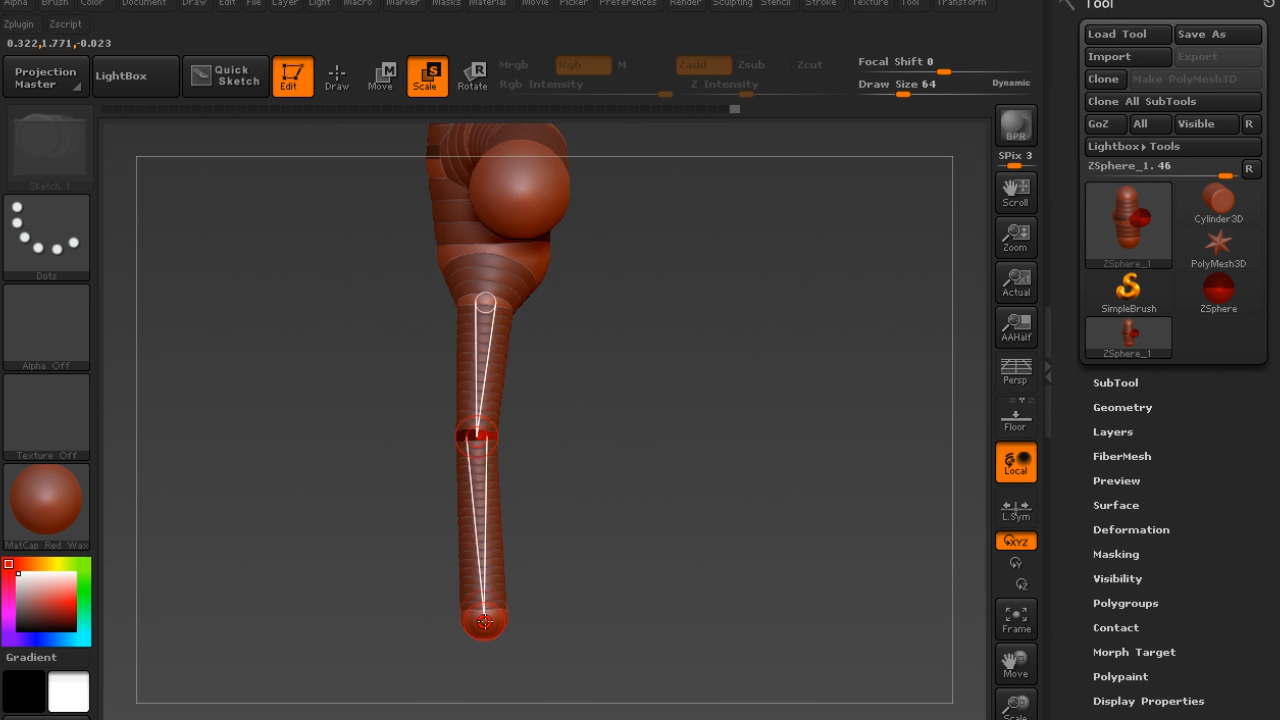 Alpha Brush Color Document Draw Edit File Layer Light Macro Marker Masks Material Movie Picker Preferences Render Sculpting Stencil Stroke Texture Tool Transform
Zplugin Zscript
0.322,1.771,-0.023
Projection Master
LightBox
Quick Sketch
Edit
Draw
Move
Scale
Rotate
Mrgb Rgb M
Rgb Intensity
Zadd Zsub Zcut
Z Intensity
Focal Shift 0
Draw Size 64 Dynamic
Sketch 1
Dots
Alpha Off
Texture Off
MatCap Red Wax
Gradient
BPR
SPix 3
Scroll
Zoom
Actual
AAHalf
Persp
Floor
Local
L.Sym
XYZ
Y
Z
Frame
Move
Scale
Tool
Load Tool Save As
Import Export
Clone Make PolyMesh3D
Clone All SubTools
GoZ All Visible R
Lightbox▸Tools
ZSphere_1. 46 R
ZSphere_1 Cylinder3D
PolyMesh3D
SimpleBrush ZSphere
ZSphere_1
SubTool
Geometry
Layers
FiberMesh
Preview
Surface
Deformation
Masking
Visibility
Polygroups
Contact
Morph Target
Polypaint
Display Properties